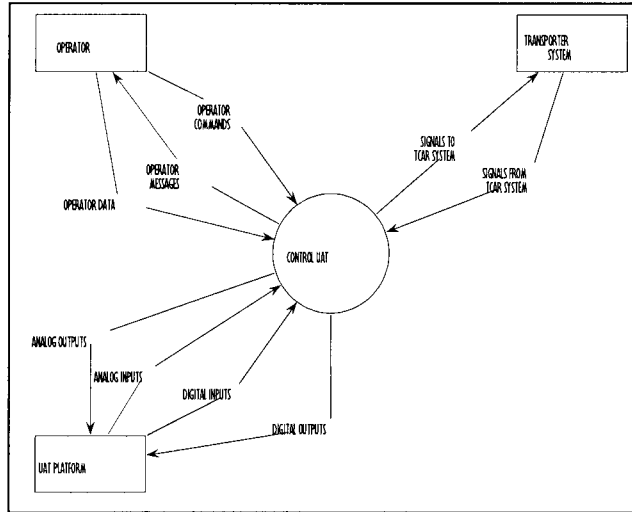 OPERATOR
TRANSPORTER
SYSTEM
OPERATOR
COMMANDS
SIGNALS TO
TCAR SYSTEM
OPERATOR
MESSAGES
SIGNALS FROM
TCAR SYSTEM
OPERATOR DATA
CONTROL UAT
ANALOG OUTPUTS
ANALOG INPUTS
DIGITAL INPUTS
DIGITAL OUTPUTS
UAT PLATFORM